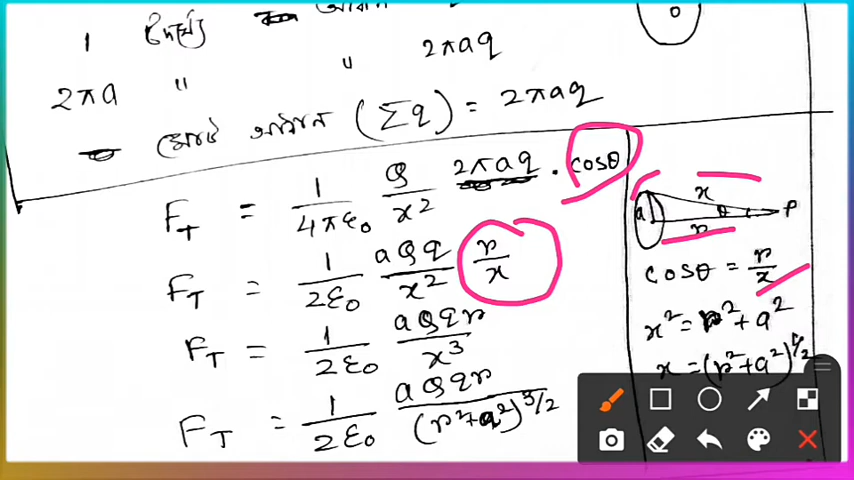 1 দৈর্ঘ্যে
0
2πa " " 2πaq
মোট আধান (Σq) = 2πaq
F_T = 1/4πε₀ Q/x² 2πaq · cosθ
F_T = 1/2ε₀ aQq/x² r/x
F_T = 1/2ε₀ aQqr/x³
F_T = 1/2ε₀ aQqr/(r²+a²)^3/2
x
a θ P
r
cosθ = r/x
x² = r² + a²
x = (r²+a²)^1/2